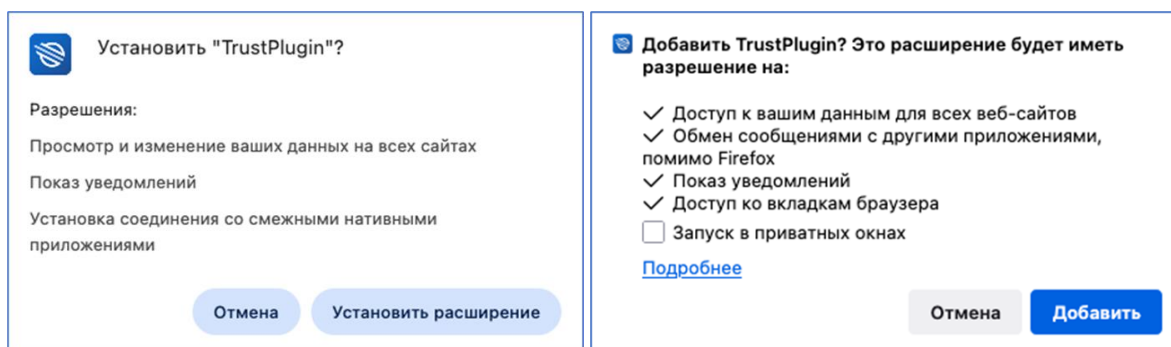 Установить "TrustPlugin"?
Разрешения:
Просмотр и изменение ваших данных на всех сайтах
Показ уведомлений
Установка соединения со смежными нативными
приложениями
Отмена
Установить расширение
Добавить TrustPlugin? Это расширение будет иметь
разрешение на:
Доступ к вашим данным для всех веб-сайтов
Обмен сообщениями с другими приложениями,
помимо Firefox
Показ уведомлений
Доступ ко вкладкам браузера
Запуск в приватных окнах
Подробнее
Отмена
Добавить